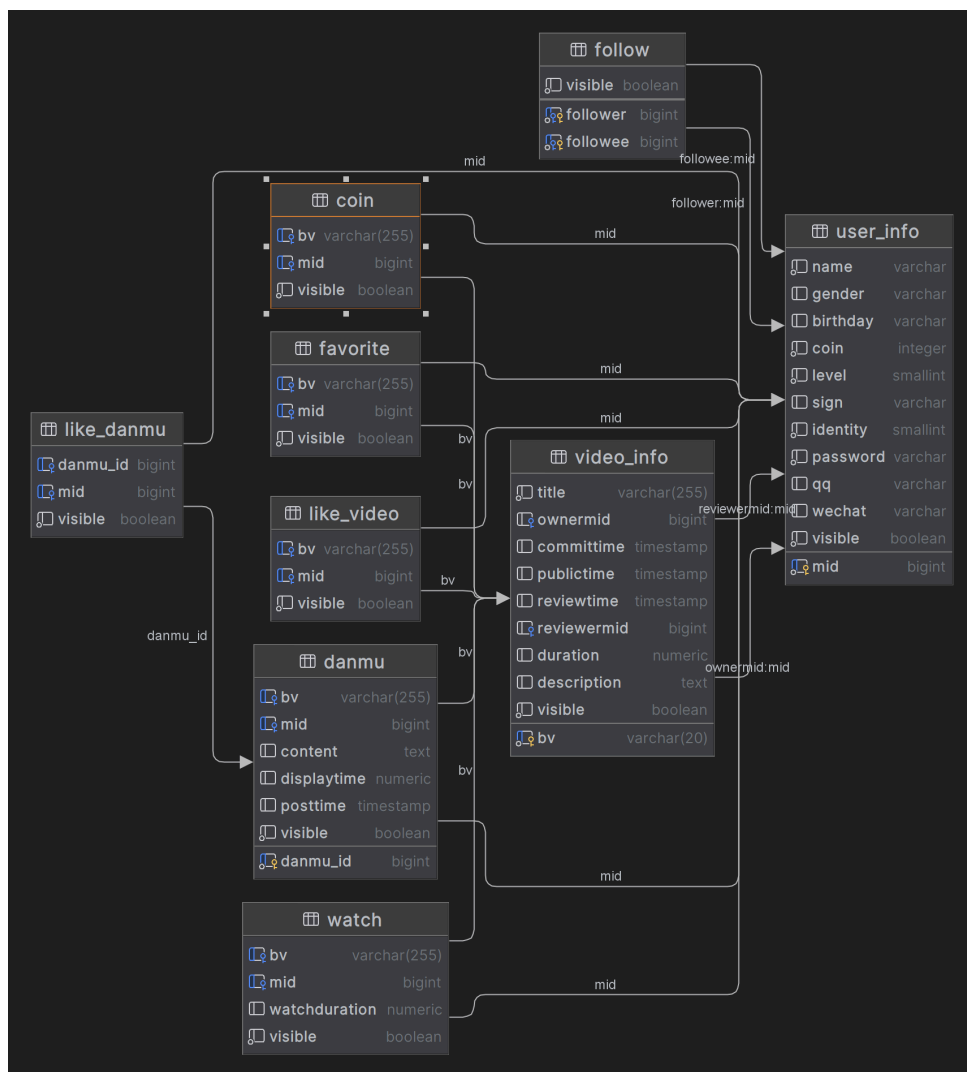 follow
visible boolean
follower bigint
followee bigint
mid
followee:mid
follower:mid
coin
bv varchar(255)
mid bigint
visible boolean
mid
user_info
name varchar
gender varchar
birthday varchar
coin integer
level smallint
sign varchar
identity smallint
password varchar
qq varchar
wechat varchar
visible boolean
mid bigint
favorite
bv varchar(255)
mid bigint
visible boolean
mid
mid
bv
bv
like_danmu
danmu_id bigint
mid bigint
visible boolean
video_info
title varchar(255)
ownermid bigint
committime timestamp
publictime timestamp
reviewtime timestamp
reviewermid bigint
duration numeric
description text
visible boolean
bv varchar(20)
reviewermid:mid
ownermid:mid
like_video
bv varchar(255)
mid bigint
visible boolean
bv
danmu_id
bv
danmu
bv varchar(255)
mid bigint
content text
displaytime numeric
posttime timestamp
visible boolean
danmu_id bigint
bv
mid
watch
bv varchar(255)
mid bigint
watchduration numeric
visible boolean
mid